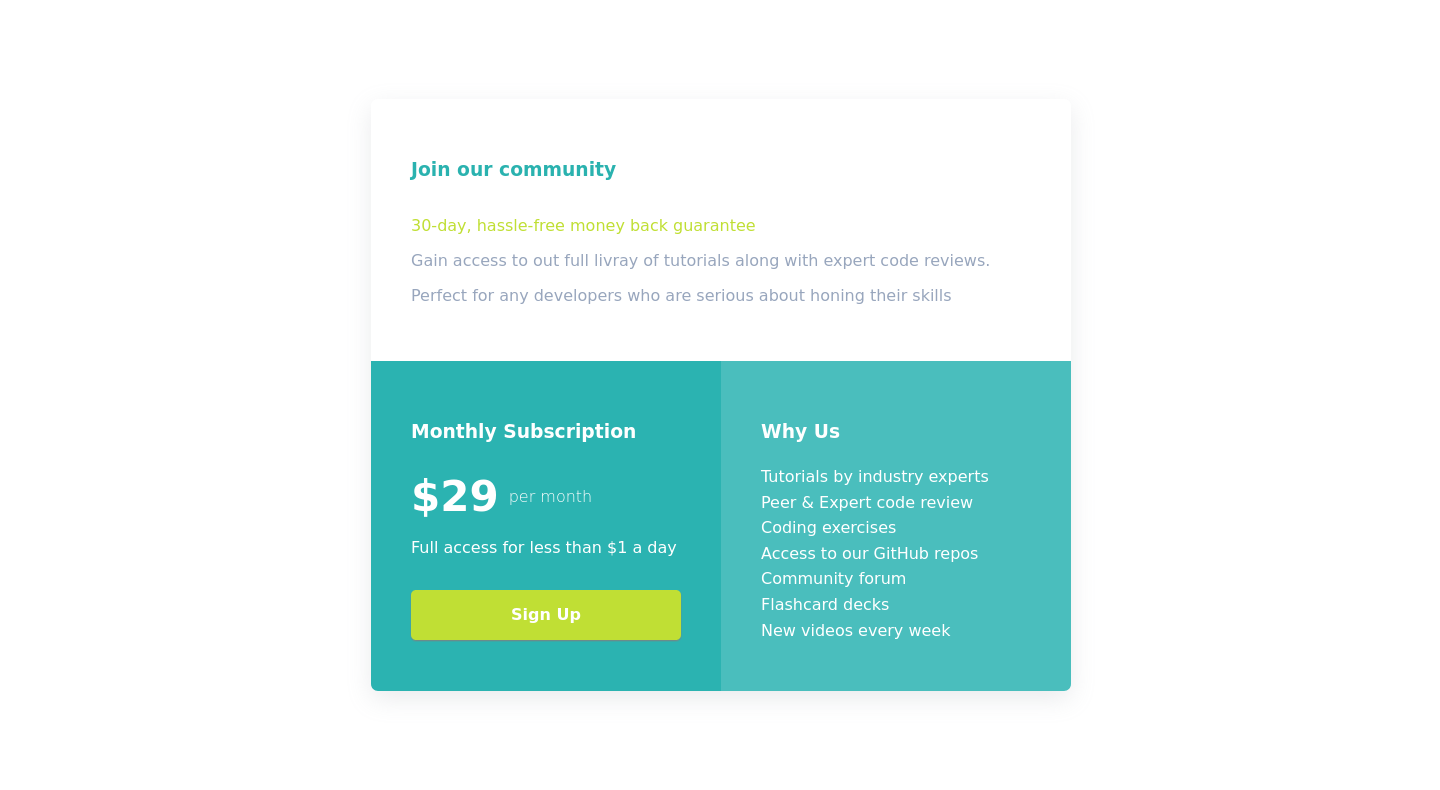 Join our community
30-day, hassle-free money back guarantee
Gain access to out full livray of tutorials along with expert code reviews.
Perfect for any developers who are serious about honing their skills
Monthly Subscription
$29 per month
Full access for less than $1 a day
Sign Up
Why Us
Tutorials by industry experts
Peer & Expert code review
Coding exercises
Access to our GitHub repos
Community forum
Flashcard decks
New videos every week